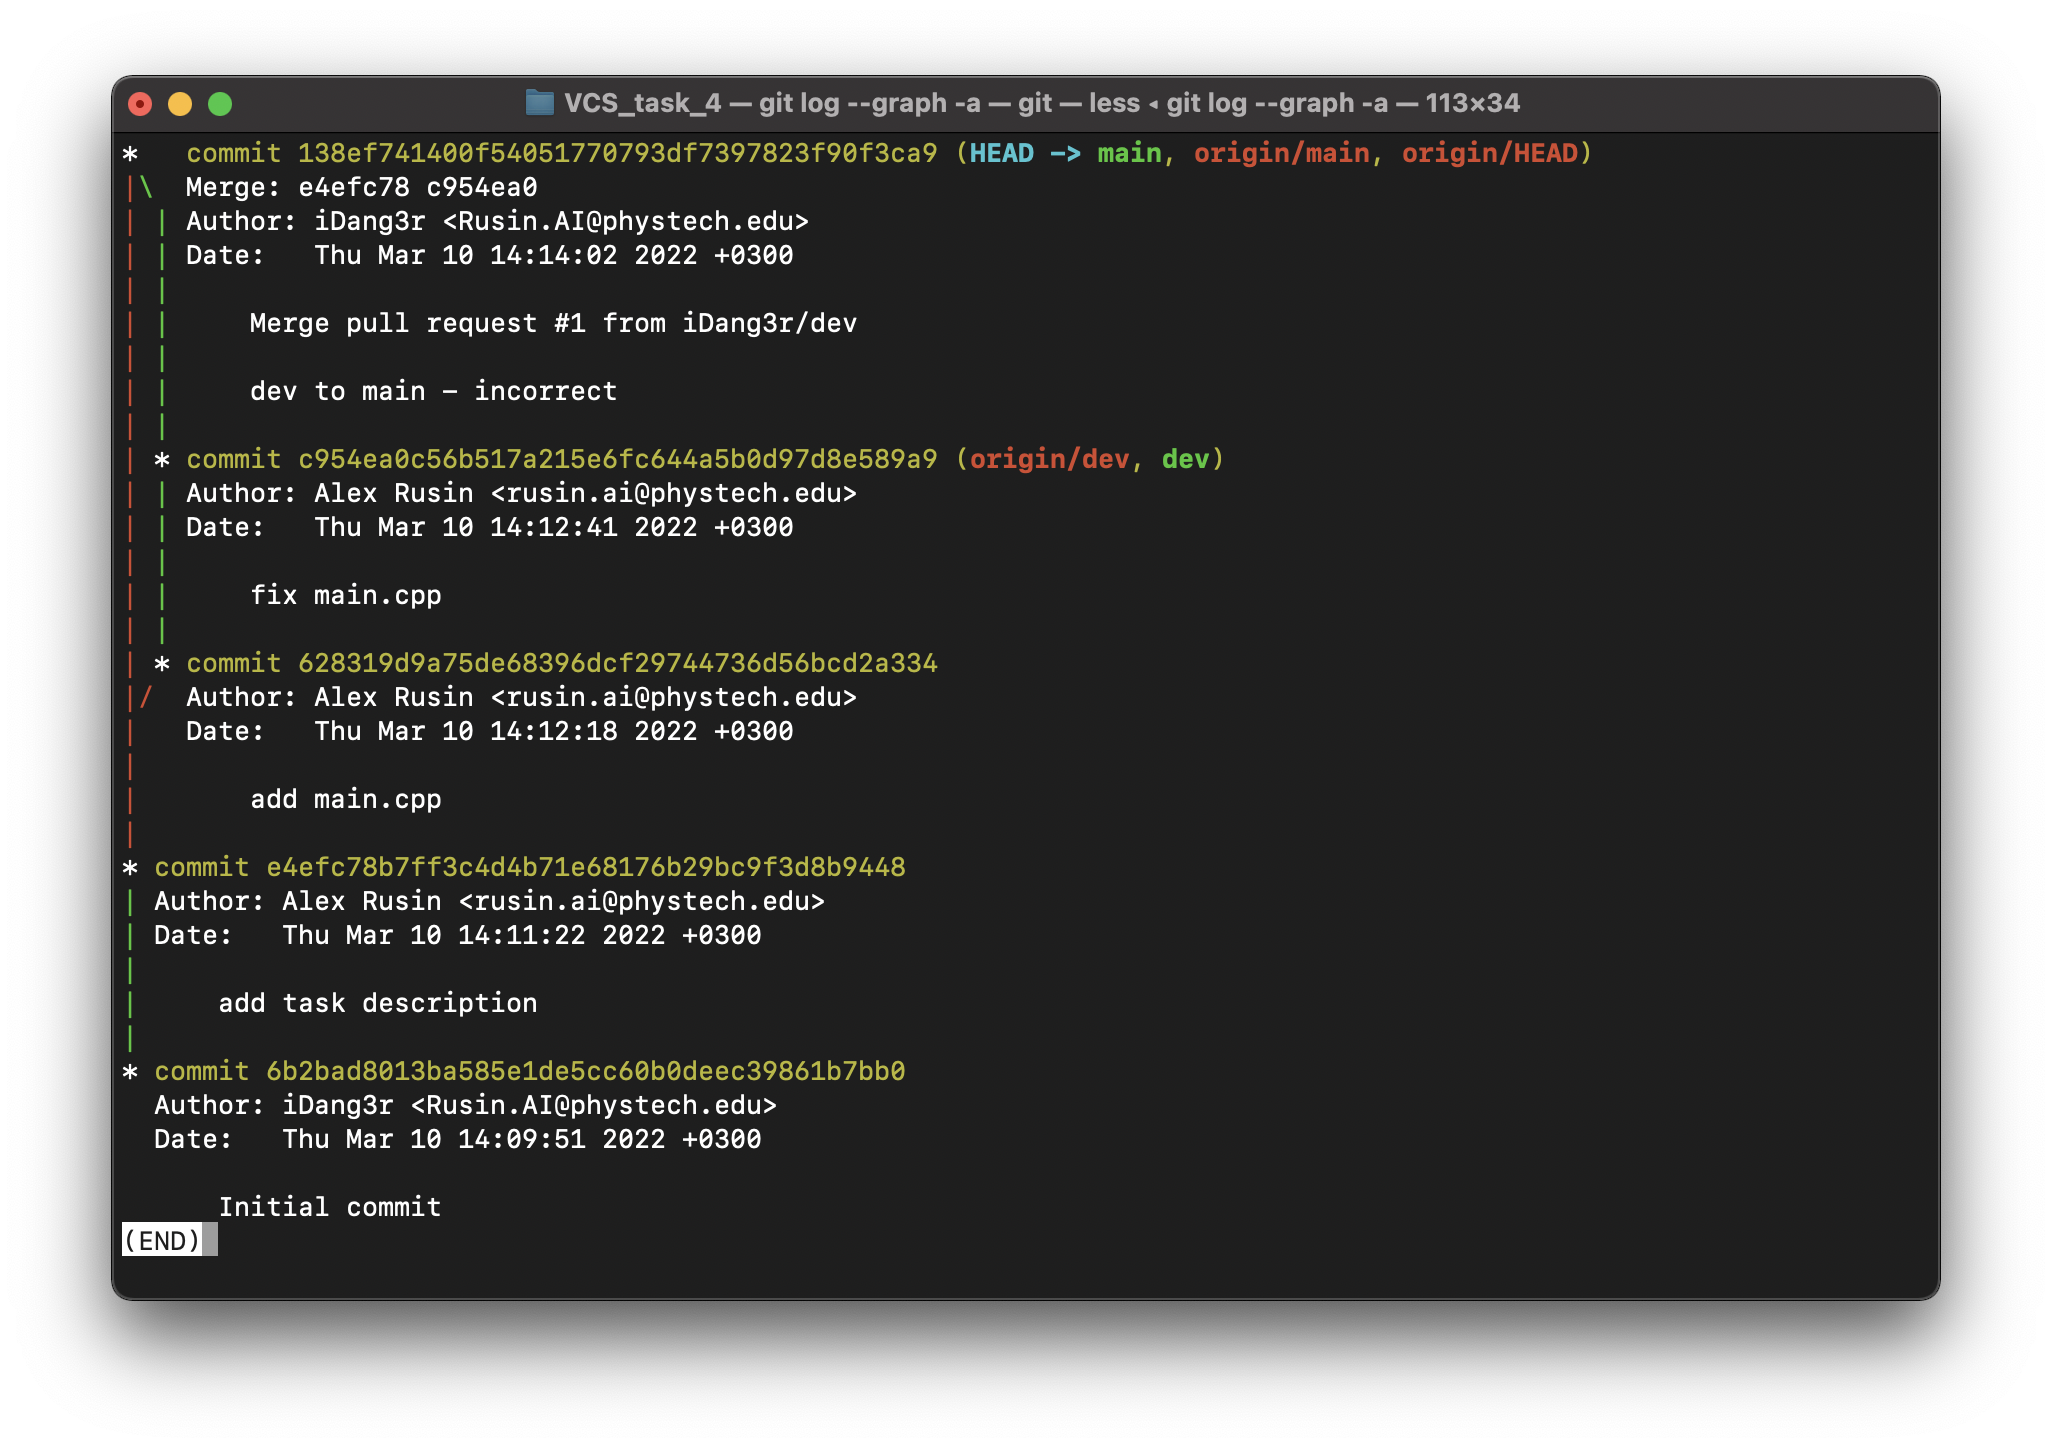 VCS_task_4 — git log --graph -a — git — less ◂ git log --graph -a — 113×34
*   commit 138ef741400f54051770793df7397823f90f3ca9 (HEAD -> main, origin/main, origin/HEAD)
|\  Merge: e4efc78 c954ea0
| | Author: iDang3r <Rusin.AI@phystech.edu>
| | Date:   Thu Mar 10 14:14:02 2022 +0300
| |
| |     Merge pull request #1 from iDang3r/dev
| |
| |     dev to main - incorrect
| |
| * commit c954ea0c56b517a215e6fc644a5b0d97d8e589a9 (origin/dev, dev)
| | Author: Alex Rusin <rusin.ai@phystech.edu>
| | Date:   Thu Mar 10 14:12:41 2022 +0300
| |
| |     fix main.cpp
| |
| * commit 628319d9a75de68396dcf29744736d56bcd2a334
|/  Author: Alex Rusin <rusin.ai@phystech.edu>
|   Date:   Thu Mar 10 14:12:18 2022 +0300
|
|       add main.cpp
|
* commit e4efc78b7ff3c4d4b71e68176b29bc9f3d8b9448
| Author: Alex Rusin <rusin.ai@phystech.edu>
| Date:   Thu Mar 10 14:11:22 2022 +0300
|
|     add task description
|
* commit 6b2bad8013ba585e1de5cc60b0deec39861b7bb0
  Author: iDang3r <Rusin.AI@phystech.edu>
  Date:   Thu Mar 10 14:09:51 2022 +0300

      Initial commit
(END)